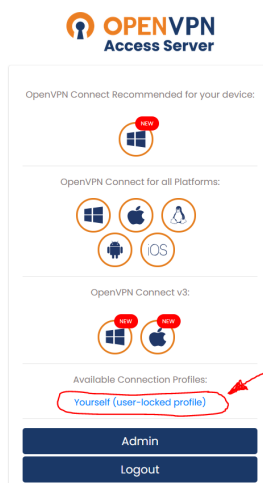 OPENVPN
Access Server
OpenVPN Connect Recommended for your device:
NEW
OpenVPN Connect for all Platforms:
iOS
OpenVPN Connect v3:
NEW NEW
Available Connection Profiles:
Yourself (user-locked profile)
Admin
Logout